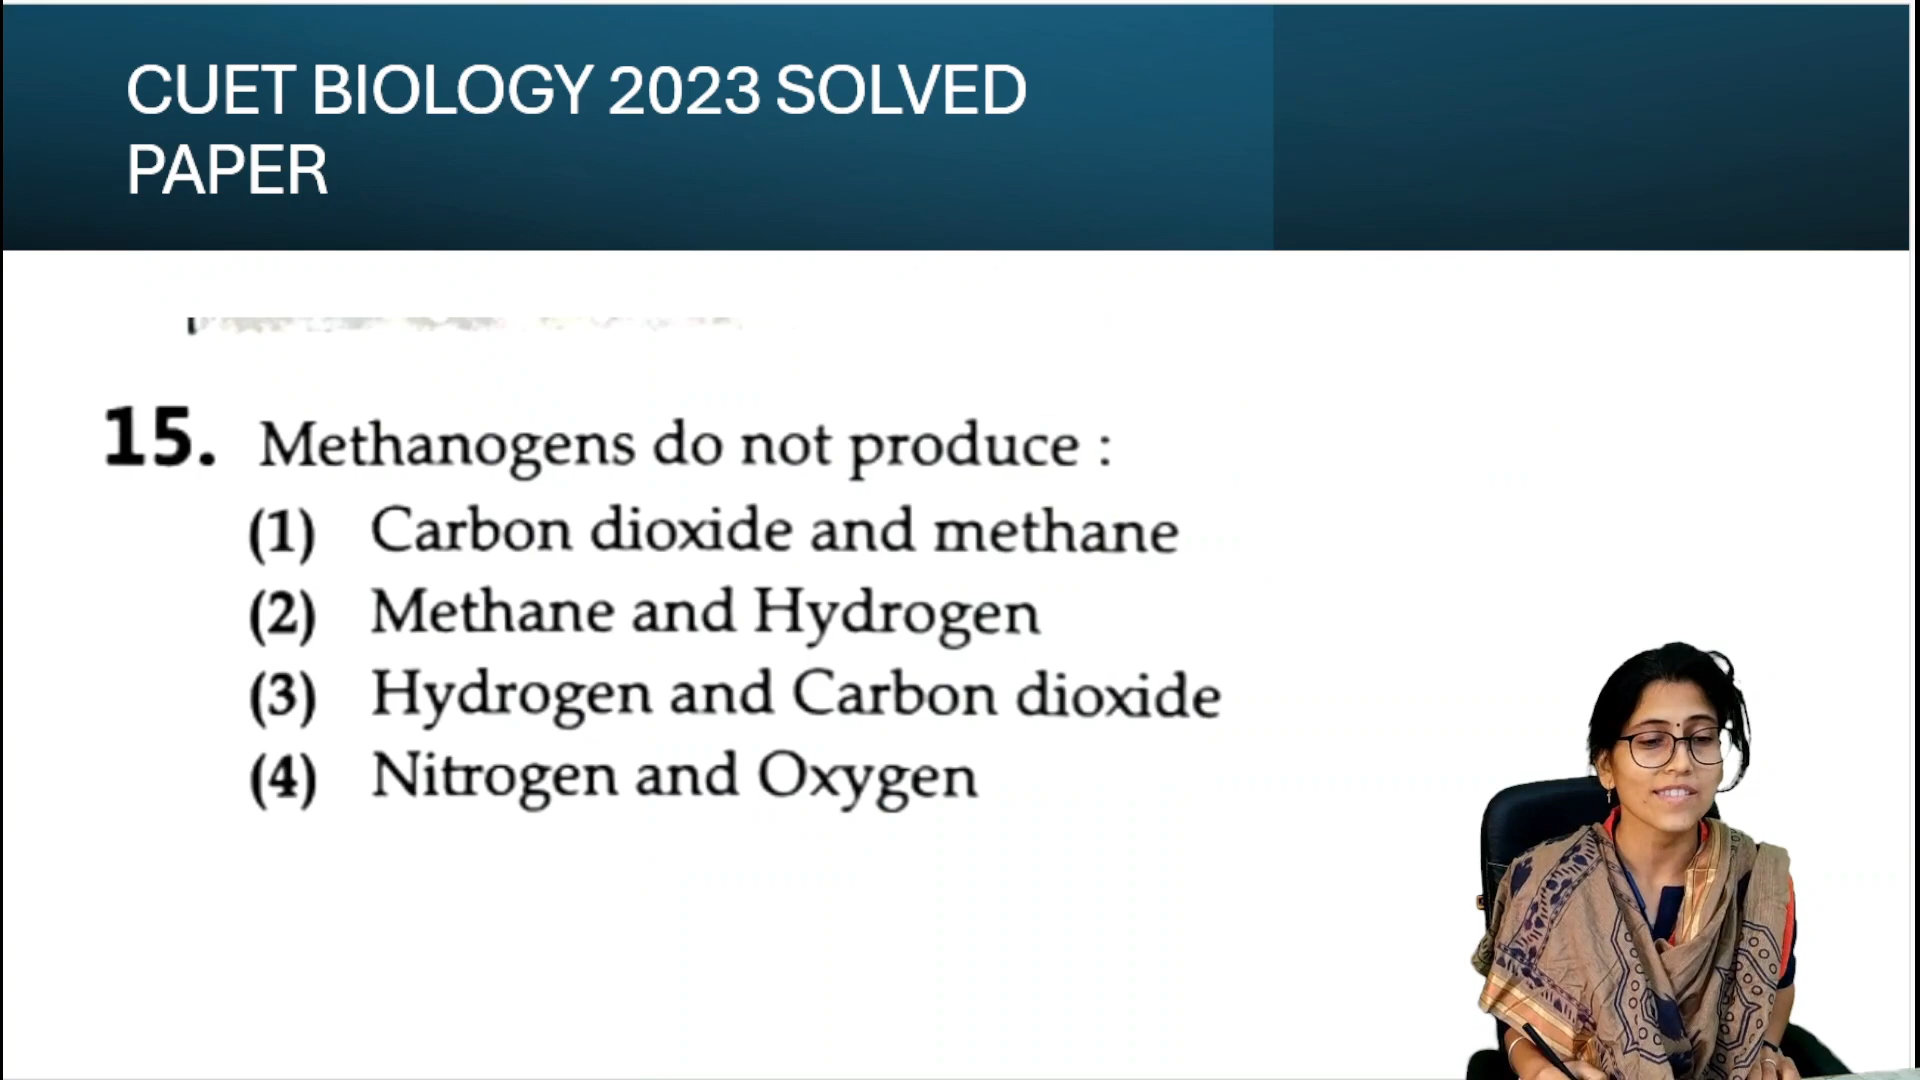 CUET BIOLOGY 2023 SOLVED
PAPER
15. Methanogens do not produce :
(1) Carbon dioxide and methane
(2) Methane and Hydrogen
(3) Hydrogen and Carbon dioxide
(4) Nitrogen and Oxygen